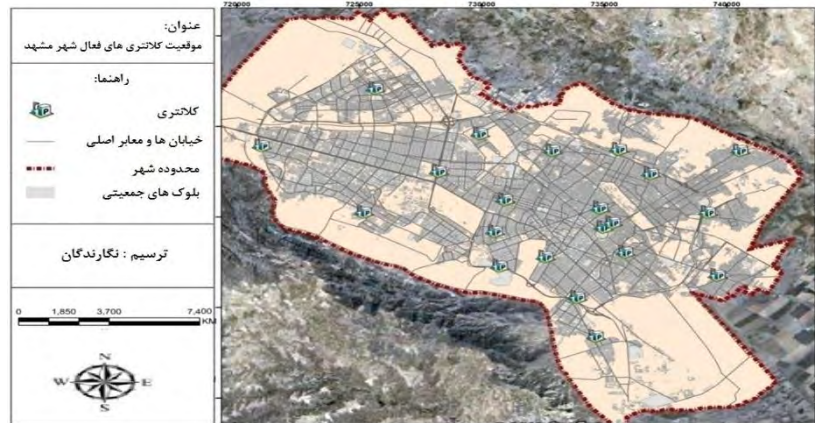 720000 725000 730000 735000 740000
عنوان:
موقعیت کلانتری های فعال شهر مشهد
راهنما:
کلانتری
خیابان ها و معابر اصلی
محدوده شهر
بلوک های جمعیتی
ترسیم : نگارندگان
0 1,850 3,700 7,400
KM
N
W E
S